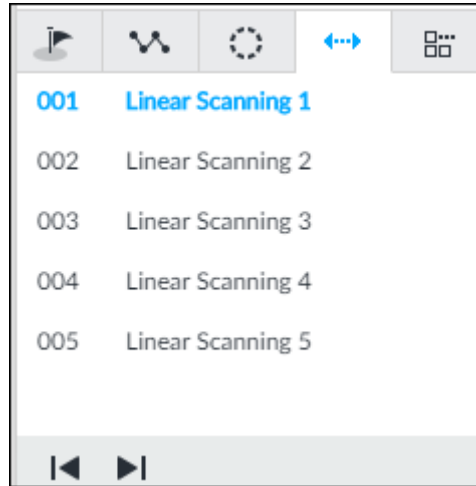 001 Linear Scanning 1
002 Linear Scanning 2
003 Linear Scanning 3
004 Linear Scanning 4
005 Linear Scanning 5